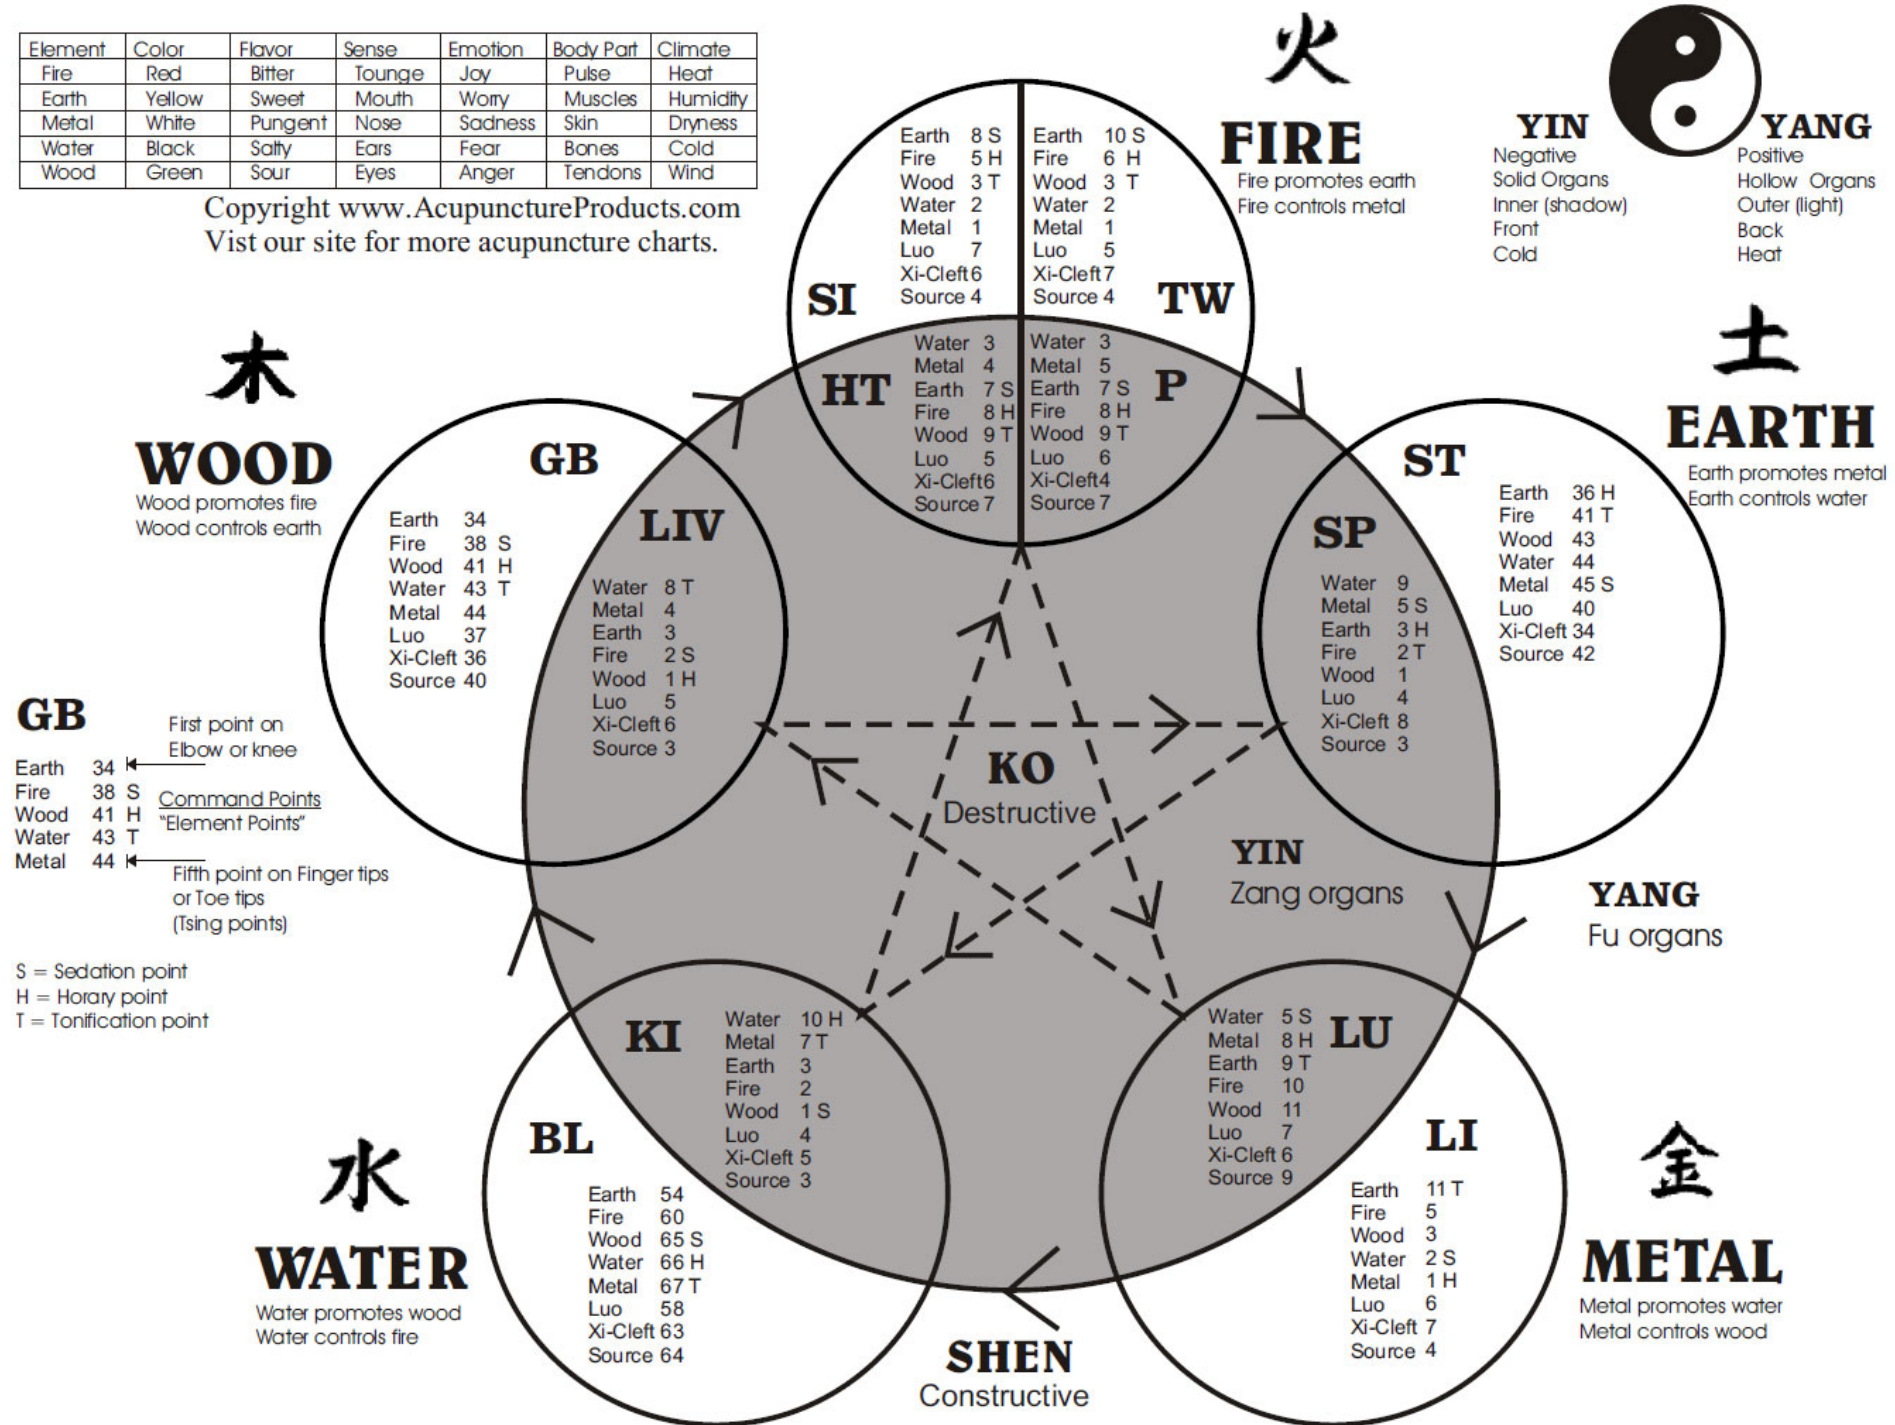 Element Color Flavor Sense Emotion Body Part Climate
Fire Red Bitter Tounge Joy Pulse Heat
Earth Yellow Sweet Mouth Worry Muscles Humidity
Metal White Pungent Nose Sadness Skin Dryness
Water Black Salty Ears Fear Bones Cold
Wood Green Sour Eyes Anger Tendons Wind
Copyright www.AcupunctureProducts.com
Vist our site for more acupuncture charts.
火
FIRE
Fire promotes earth
Fire controls metal
YIN
Negative
Solid Organs
Inner (shadow)
Front
Cold
YANG
Positive
Hollow Organs
Outer (light)
Back
Heat
SI
Earth 8 S
Fire 5 H
Wood 3 T
Water 2
Metal 1
Luo 7
Xi-Cleft 6
Source 4
TW
Earth 10 S
Fire 6 H
Wood 3 T
Water 2
Metal 1
Luo 5
Xi-Cleft 7
Source 4
HT
Water 3
Metal 4
Earth 7 S
Fire 8 H
Wood 9 T
Luo 5
Xi-Cleft 6
Source 7
P
Water 3
Metal 5
Earth 7 S
Fire 8 H
Wood 9 T
Luo 6
Xi-Cleft 4
Source 7
木
WOOD
Wood promotes fire
Wood controls earth
GB
Earth 34
Fire 38 S
Wood 41 H
Water 43 T
Metal 44
Luo 37
Xi-Cleft 36
Source 40
LIV
Water 8 T
Metal 4
Earth 3
Fire 2 S
Wood 1 H
Luo 5
Xi-Cleft 6
Source 3
土
EARTH
Earth promotes metal
Earth controls water
ST
Earth 36 H
Fire 41 T
Wood 43
Water 44
Metal 45 S
Luo 40
Xi-Cleft 34
Source 42
SP
Water 9
Metal 5 S
Earth 3 H
Fire 2 T
Wood 1
Luo 4
Xi-Cleft 8
Source 3
GB
Earth 34
Fire 38 S
Wood 41 H
Water 43 T
Metal 44
First point on
Elbow or knee
Command Points
"Element Points"
Fifth point on Finger tips
or Toe tips
(Tsing points)
S = Sedation point
H = Horary point
T = Tonification point
KO
Destructive
YIN
Zang organs
YANG
Fu organs
KI
Water 10 H
Metal 7 T
Earth 3
Fire 2
Wood 1 S
Luo 4
Xi-Cleft 5
Source 3
BL
Earth 54
Fire 60
Wood 65 S
Water 66 H
Metal 67 T
Luo 58
Xi-Cleft 63
Source 64
水
WATER
Water promotes wood
Water controls fire
LU
Water 5 S
Metal 8 H
Earth 9 T
Fire 10
Wood 11
Luo 7
Xi-Cleft 6
Source 9
LI
Earth 11 T
Fire 5
Wood 3
Water 2 S
Metal 1 H
Luo 6
Xi-Cleft 7
Source 4
金
METAL
Metal promotes water
Metal controls wood
SHEN
Constructive